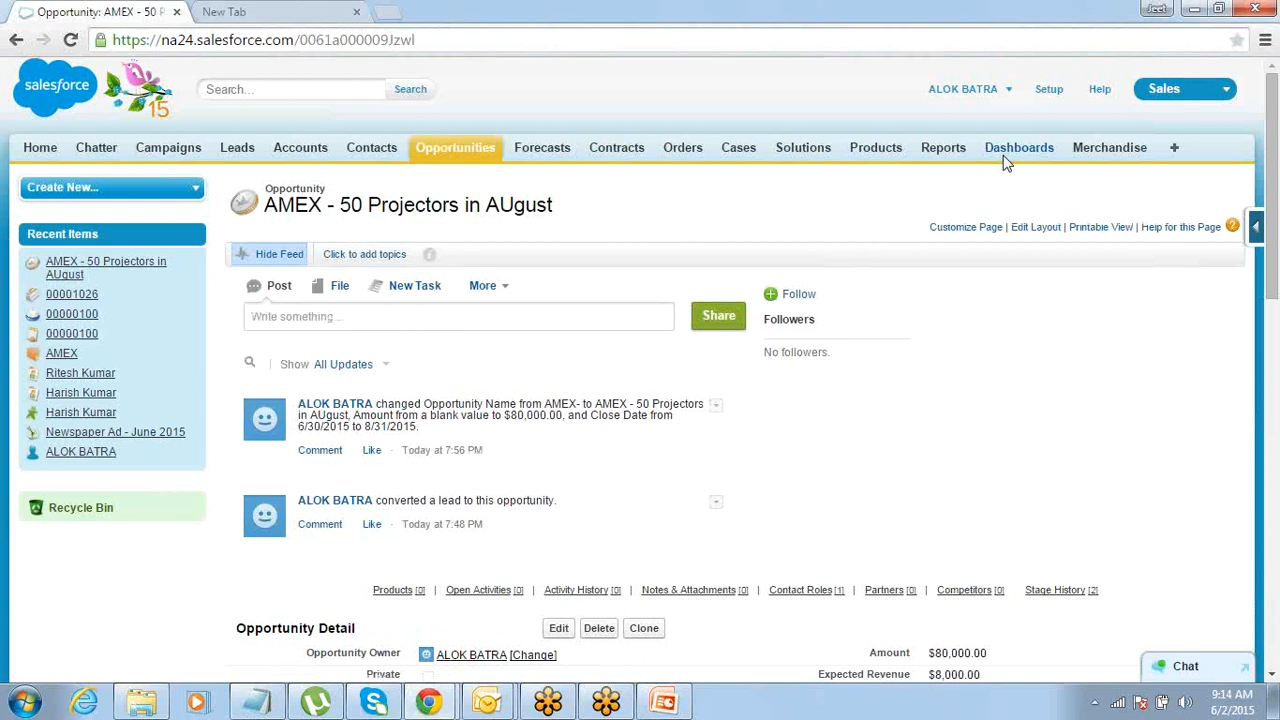 Opportunity: AMEX - 50 P
New Tab
Jeet
https://na24.salesforce.com/0061a000009Jzwl
salesforce
15
Search...
Search
ALOK BATRA
Setup
Help
Sales
Home
Chatter
Campaigns
Leads
Accounts
Contacts
Opportunities
Forecasts
Contracts
Orders
Cases
Solutions
Products
Reports
Dashboards
Merchandise
+
Create New...
Recent Items
AMEX - 50 Projectors in
AUgust
00001026
00000100
00000100
AMEX
Ritesh Kumar
Harish Kumar
Harish Kumar
Newspaper Ad - June 2015
ALOK BATRA
Recycle Bin
Opportunity
AMEX - 50 Projectors in AUgust
Customize Page | Edit Layout | Printable View | Help for this Page ?
Hide Feed
Click to add topics
i
Post
File
New Task
More
Write something...
Share
Follow
Followers
No followers.
Show All Updates
ALOK BATRA changed Opportunity Name from AMEX- to AMEX - 50 Projectors
in AUgust, Amount from a blank value to $80,000.00, and Close Date from
6/30/2015 to 8/31/2015.
Comment Like · Today at 7:56 PM
ALOK BATRA converted a lead to this opportunity.
Comment Like · Today at 7:48 PM
Products [0] | Open Activities [0] | Activity History [0] | Notes & Attachments [0] | Contact Roles [1] | Partners [0] | Competitors [0] Stage History [2]
Opportunity Detail
Edit
Delete
Clone
Opportunity Owner
ALOK BATRA [Change]
Amount
$80,000.00
Private
Expected Revenue
$8,000.00
Chat
9:14 AM
6/2/2015